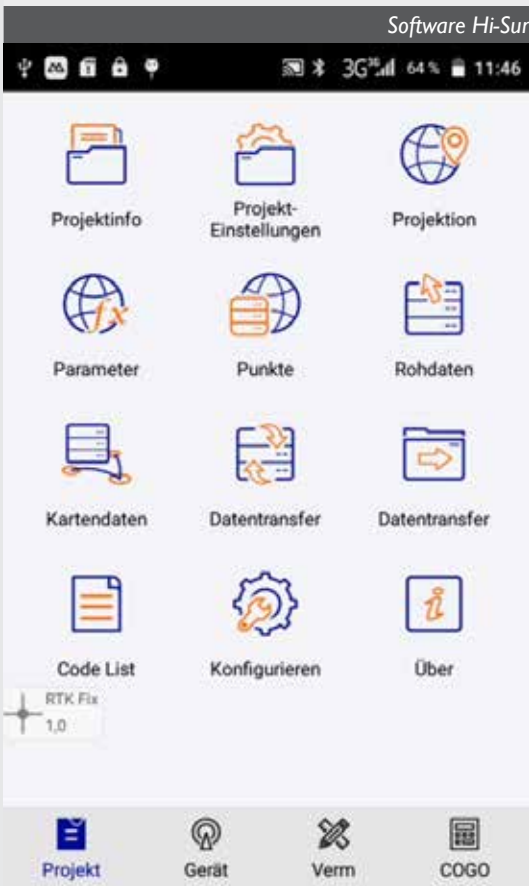 Software Hi-Sur
3G 3G 64 % 11:46
Projektinfo
Projekt-
Einstellungen
Projektion
Parameter
Punkte
Rohdaten
Kartendaten
Datentransfer
Datentransfer
Code List
Konfigurieren
Über
RTK Fix
1,0
Projekt
Gerät
Verm
COGO